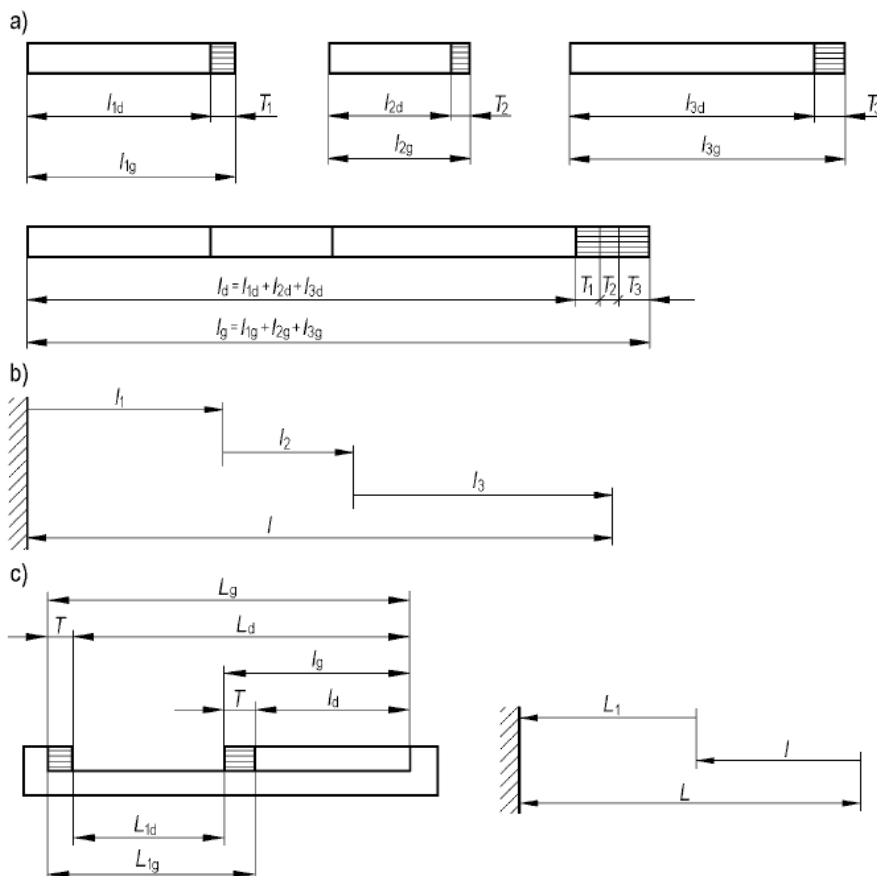 a)
l1d T1 l2d T2 l3d T3
l1g l2g l3g
ld = l1d + l2d + l3d T1 T2 T3
lg = l1g + l2g + l3g
b)
l1
l2
l3
l
c)
Lg
T Ld
lg
T ld
L1
l
L
L1d
L1g